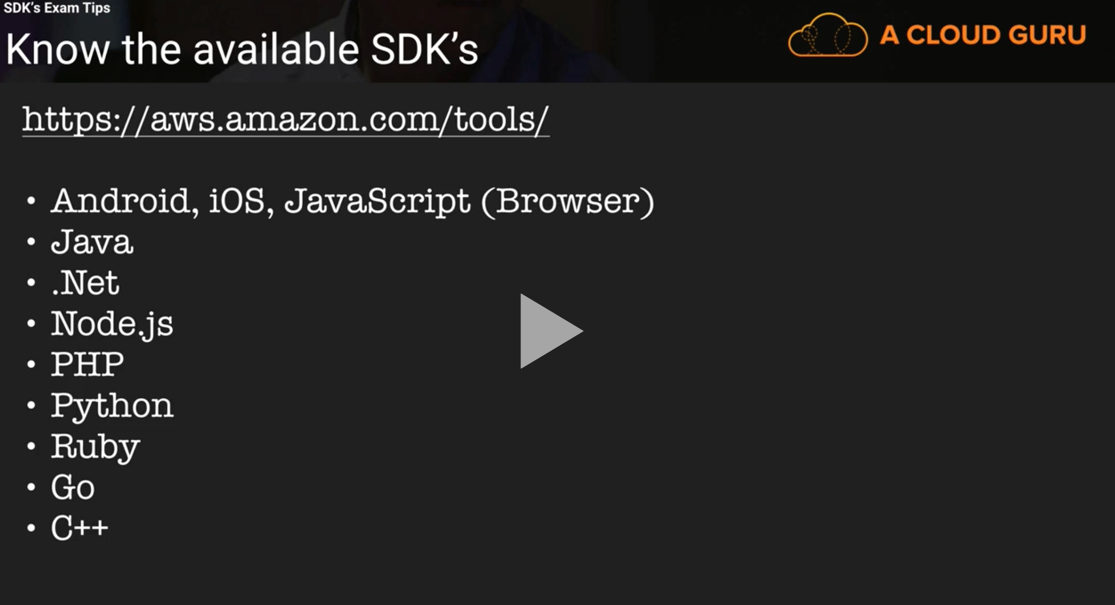 SDK's Exam Tips
Know the available SDK's
A CLOUD GURU
https://aws.amazon.com/tools/
• Android, iOS, JavaScript (Browser)
• Java
• .Net
• Node.js
• PHP
• Python
• Ruby
• Go
• C++